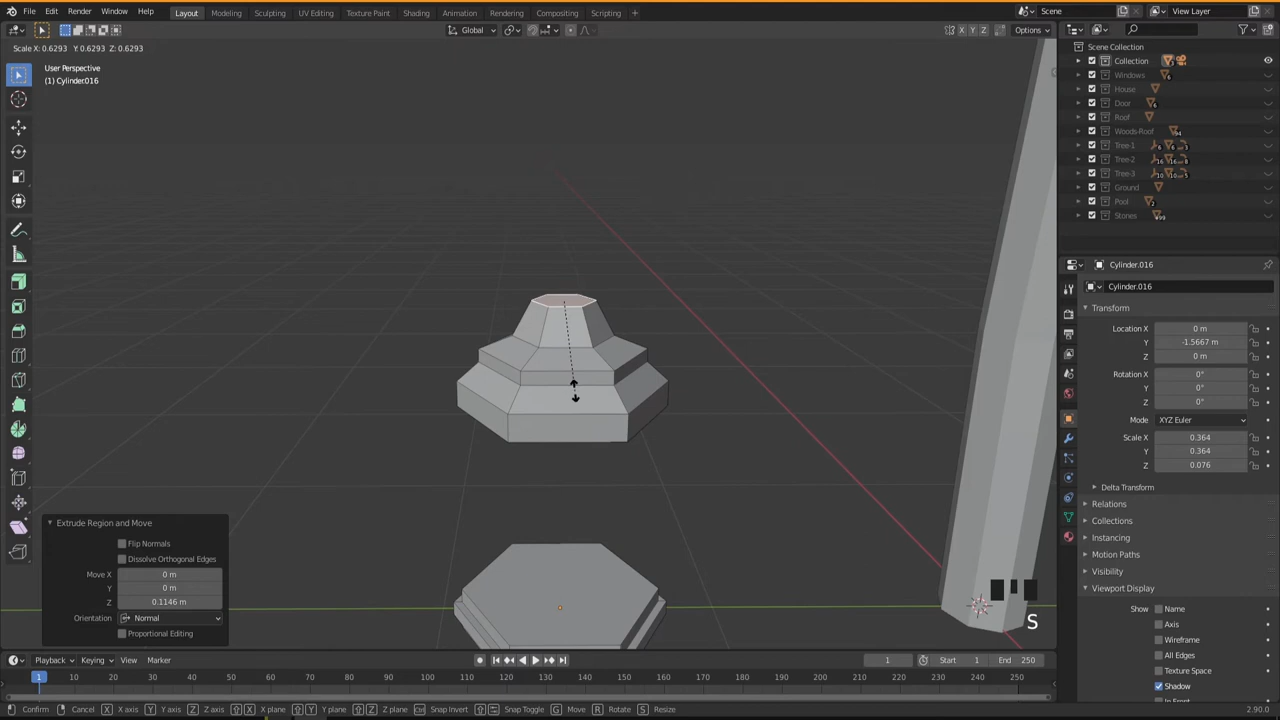 File Edit Render Window Help Layout Modeling Sculpting UV Editing Texture Paint Shading Animation Rendering Compositing Scripting + Scene View Layer
Global X Y Z Options
Scale X: 0.6293 Y: 0.6293 Z: 0.6293
User Perspective
(1) Cylinder.016
Scene Collection
Collection
Windows
House
Door
Roof
Woods-Roof
Tree-1
Tree-2
Tree-3
Ground
Pool
Stones
Cylinder.016
Cylinder.016
Transform
Location X 0 m
Y -1.5667 m
Z 0 m
Rotation X 0°
Y 0°
Z 0°
Mode XYZ Euler
Scale X 0.364
Y 0.364
Z 0.076
Delta Transform
Relations
Collections
Instancing
Motion Paths
Visibility
Viewport Display
Show Name
Axis
Wireframe
All Edges
Texture Space
Shadow
Extrude Region and Move
Flip Normals
Dissolve Orthogonal Edges
Move X 0 m
Y 0 m
Z 0.1146 m
Orientation Normal
Proportional Editing
S
Playback Keying View Marker 1 Start 1 End 250
1 10 20 30 40 50 60 70 80 90 100 110 120 130 140 150 160 170 180 190 200 210 220 230 240 250
Confirm Cancel X X axis Y Y axis Z Z axis X X plane Y Y plane Z Z plane Snap Invert Snap Toggle G Move R Rotate S Resize 2.90.0